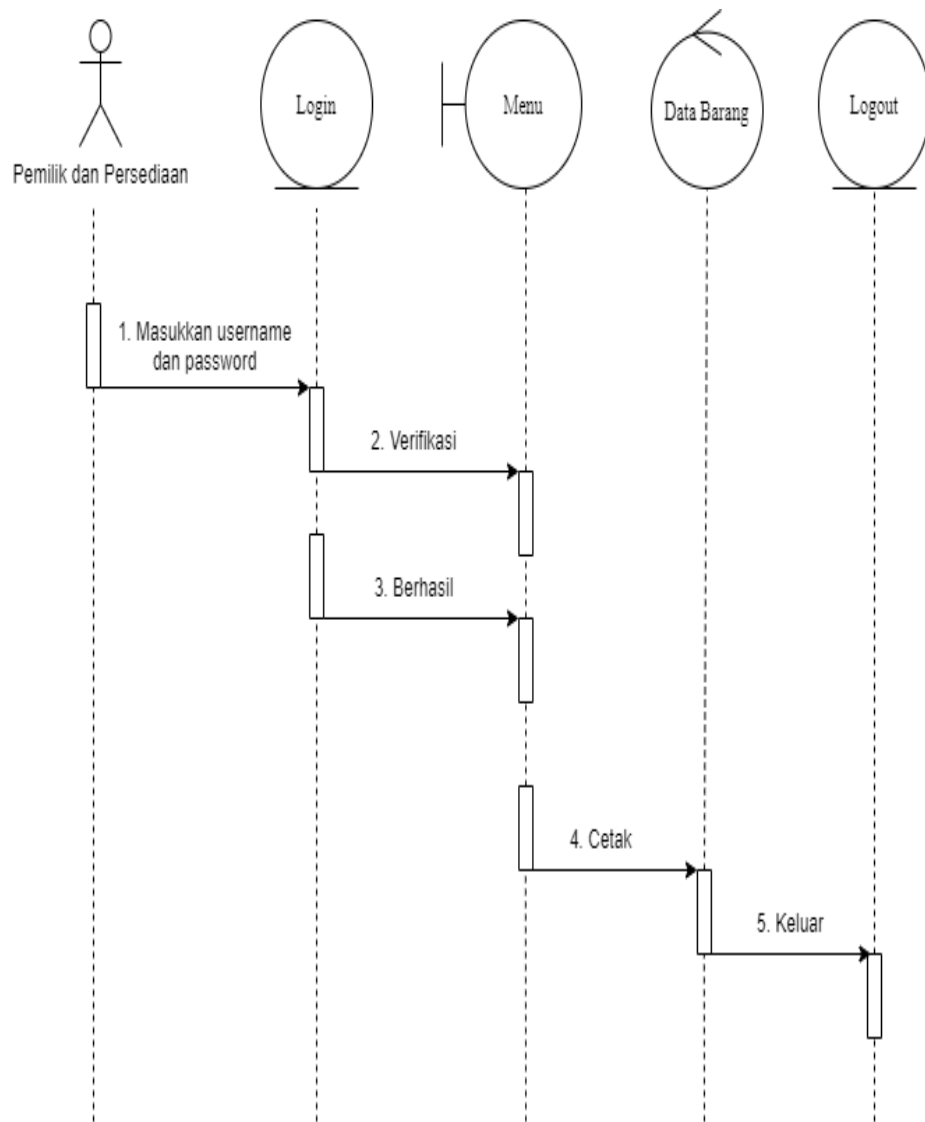 Login
Menu
Data Barang
Logout
Pemilik dan Persediaan
1. Masukkan username
dan password
2. Verifikasi
3. Berhasil
4. Cetak
5. Keluar